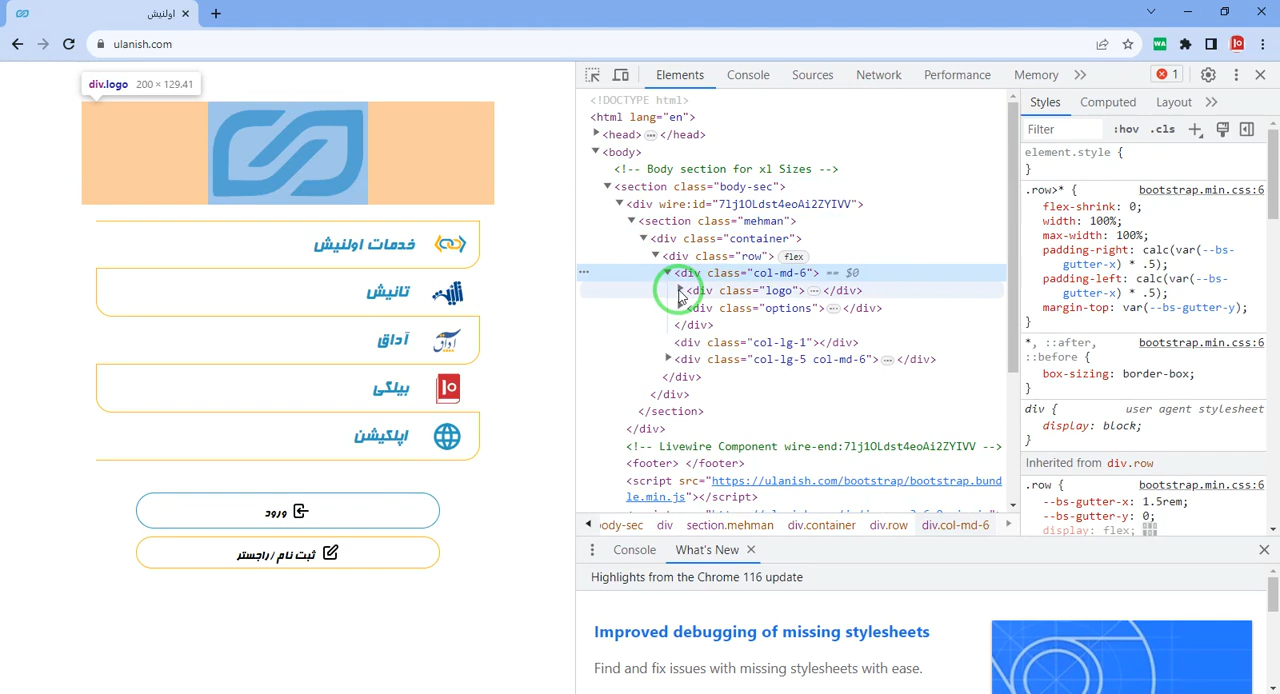 اولنیش
ulanish.com
div.logo 200 × 129.41
خدمات اولنیش
تانیش
آداق
بیلگی
اپلکیشن
ورود
ثبت نام / راجستر
Elements Console Sources Network Performance Memory 1
<!DOCTYPE html>
<html lang="en">
<head> … </head>
<body>
<!-- Body section for xl Sizes -->
<section class="body-sec">
<div wire:id="7lj1OLdst4eoAi2ZYIVV">
<section class="mehman">
<div class="container">
<div class="row"> flex
… <div class="col-md-6"> == $0
<div class="logo"> … </div>
<div class="options"> … </div>
</div>
<div class="col-lg-1"></div>
<div class="col-lg-5 col-md-6"> … </div>
</div>
</div>
</section>
</div>
<!-- Livewire Component wire-end:7lj1OLdst4eoAi2ZYIVV -->
<footer> </footer>
<script src="https://ulanish.com/bootstrap/bootstrap.bund
le.min.js"></script>
ody-sec div section.mehman div.container div.row div.col-md-6
Styles Computed Layout
Filter :hov .cls
element.style {
}
.row>* { bootstrap.min.css:6
flex-shrink: 0;
width: 100%;
max-width: 100%;
padding-right: calc(var(--bs-
gutter-x) * .5);
padding-left: calc(var(--bs-
gutter-x) * .5);
margin-top: var(--bs-gutter-y);
}
*, ::after, bootstrap.min.css:6
::before {
box-sizing: border-box;
}
div { user agent stylesheet
display: block;
}
Inherited from div.row
.row { bootstrap.min.css:6
--bs-gutter-x: 1.5rem;
--bs-gutter-y: 0;
display: flex;
Console What's New
Highlights from the Chrome 116 update
Improved debugging of missing stylesheets
Find and fix issues with missing stylesheets with ease.